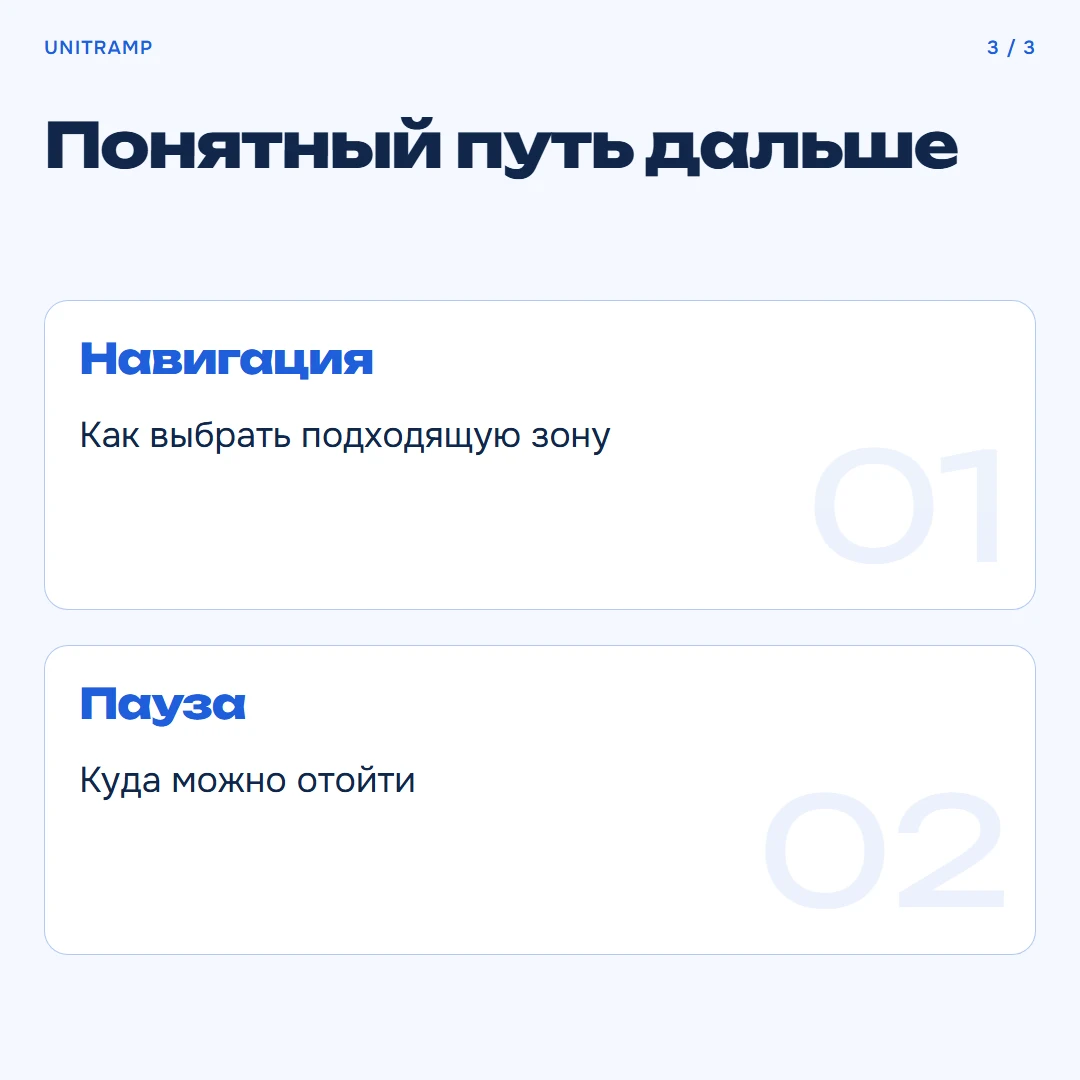 UNITRAMP
3 / 3
Понятный путь дальше
Навигация
Как выбрать подходящую зону
01
Пауза
Куда можно отойти
02